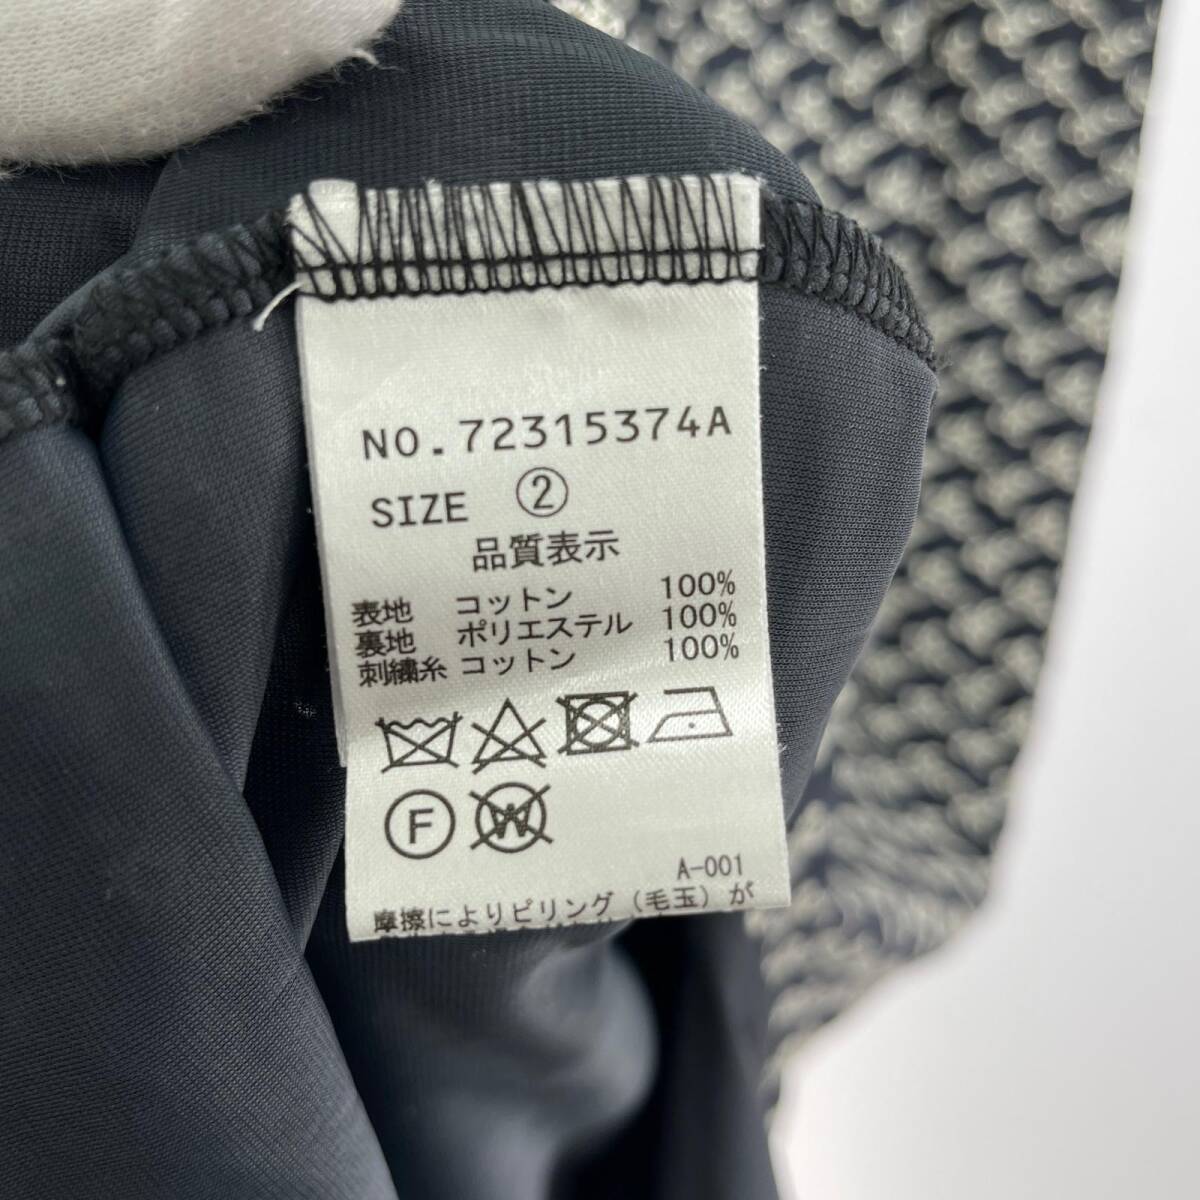 NO.72315374A
SIZE ②
品質表示
表地 コットン 100%
裏地 ポリエステル 100%
刺繍糸 コットン 100%
F W
A-001
摩擦によりピリング(毛玉)が